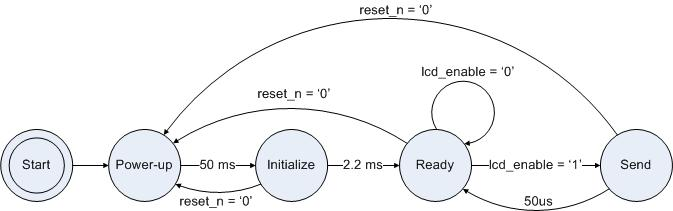 reset_n = ‘0’
lcd_enable = ‘0’
reset_n = ‘0’
Start
Power-up
50 ms
Initialize
2.2 ms
Ready
lcd_enable = ‘1’
Send
reset_n = ‘0’
50us